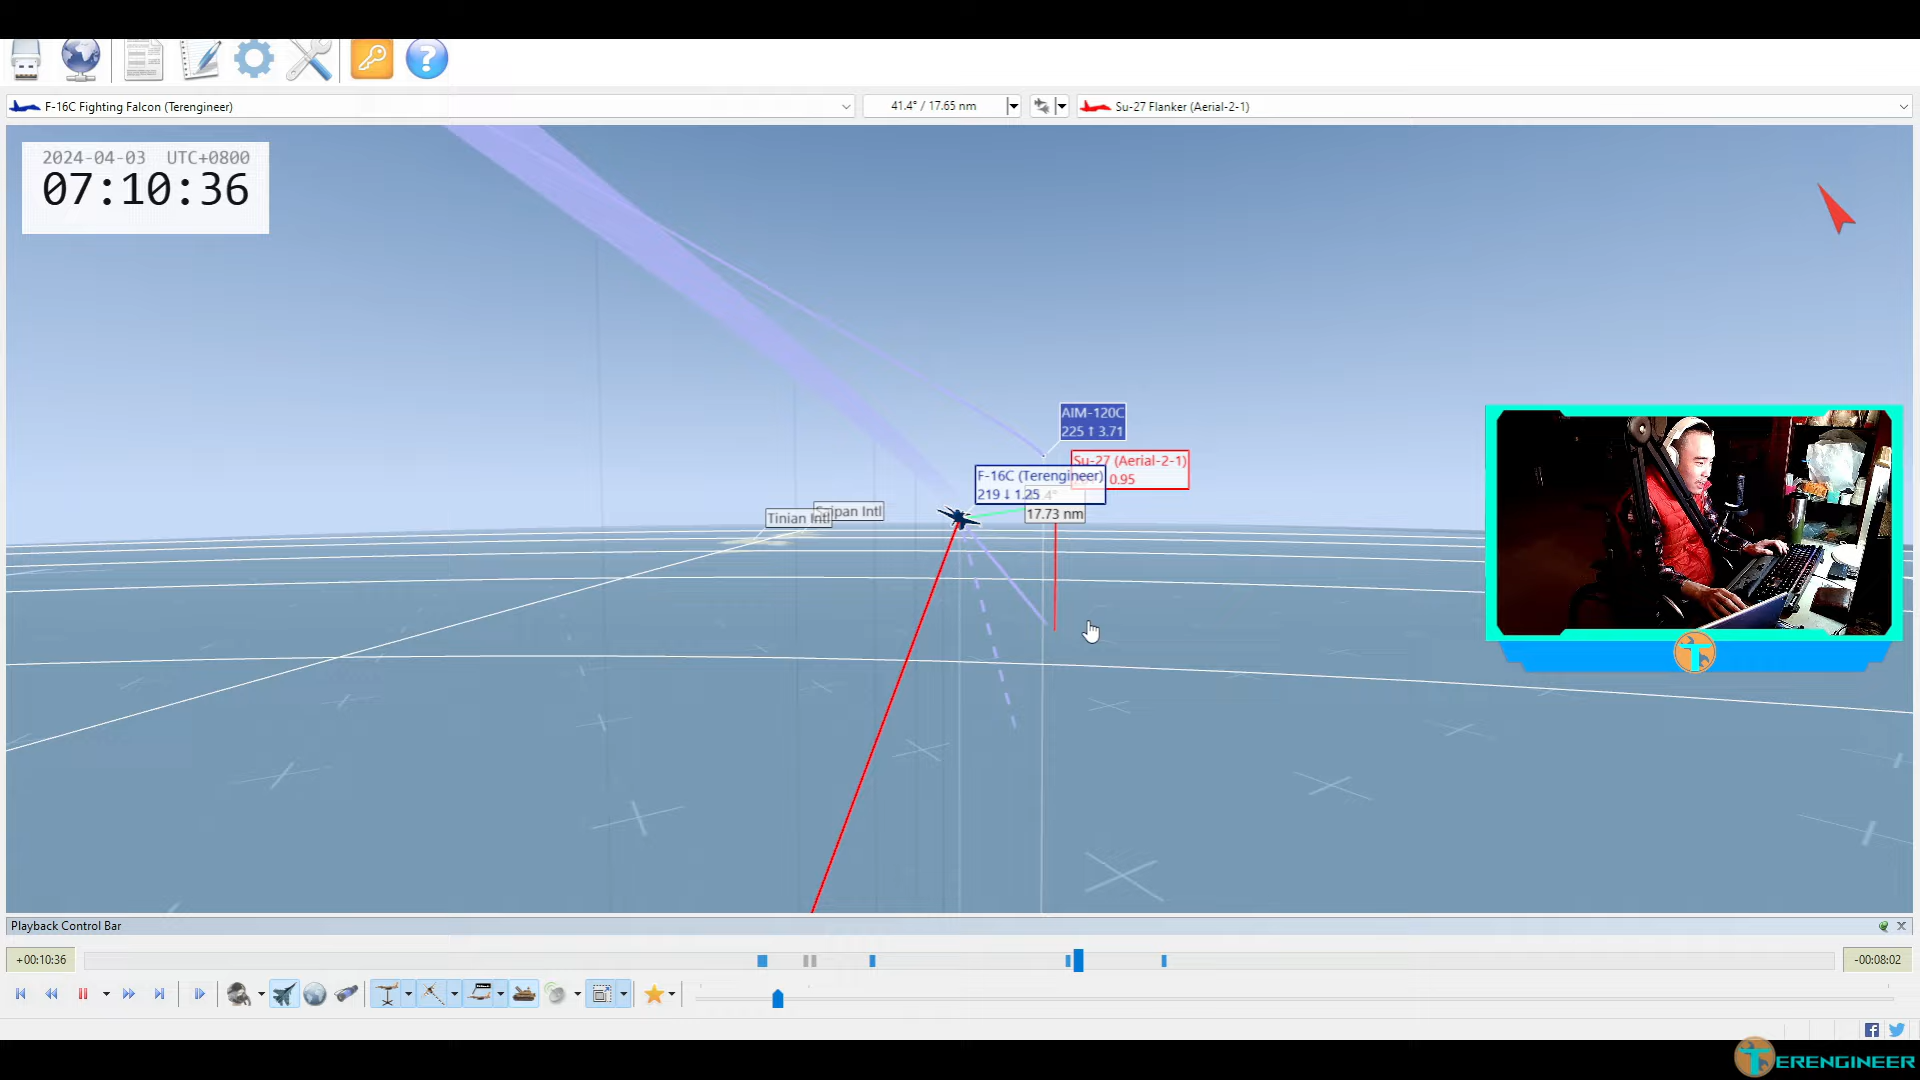 F-16C Fighting Falcon (Terengineer)
41.4° / 17.65 nm
Su-27 Flanker (Aerial-2-1)
2024-04-03 UTC+0800
07:10:36
AIM-120C
225 ↑ 3.71
Su-27 (Aerial-2-1)
0.95
F-16C (Terengineer)
219 ↓ 1.25
17.73 nm
Tinian Intl
Saipan Intl
Playback Control Bar
+00:10:36
-00:08:02
TERENGINEER